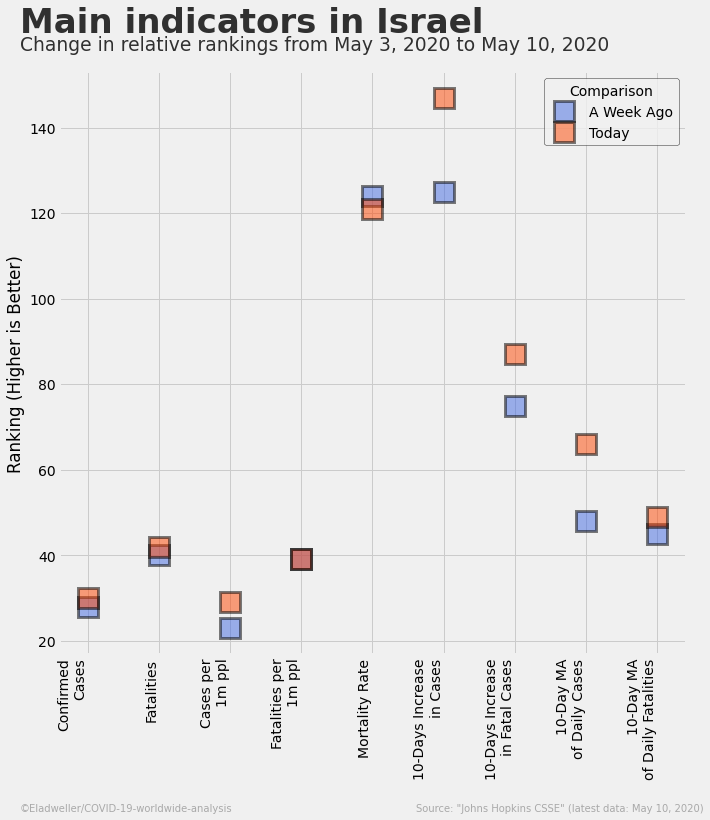 Main indicators in Israel
Change in relative rankings from May 3, 2020 to May 10, 2020
Comparison
A Week Ago
Today
Ranking (Higher is Better)
140
120
100
80
60
40
20
Confirmed
Cases
Fatalities
Cases per
1m ppl
Fatalities per
1m ppl
Mortality Rate
10-Days Increase
in Cases
10-Days Increase
in Fatal Cases
10-Day MA
of Daily Cases
10-Day MA
of Daily Fatalities
©Eladweller/COVID-19-worldwide-analysis
Source: "Johns Hopkins CSSE" (latest data: May 10, 2020)